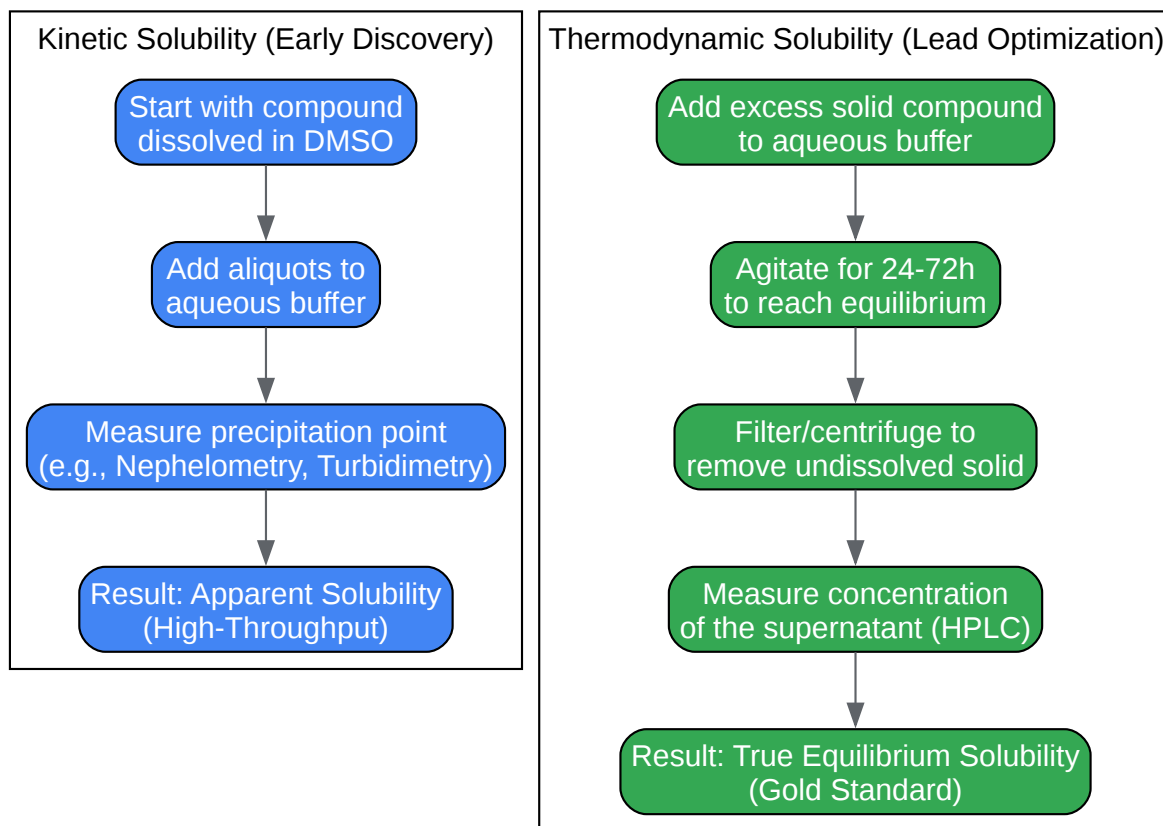 Kinetic Solubility (Early Discovery)
Start with compound
dissolved in DMSO
Add aliquots to
aqueous buffer
Measure precipitation point
(e.g., Nephelometry, Turbidimetry)
Result: Apparent Solubility
(High-Throughput)
Thermodynamic Solubility (Lead Optimization)
Add excess solid compound
to aqueous buffer
Agitate for 24-72h
to reach equilibrium
Filter/centrifuge to
remove undissolved solid
Measure concentration
of the supernatant (HPLC)
Result: True Equilibrium Solubility
(Gold Standard)